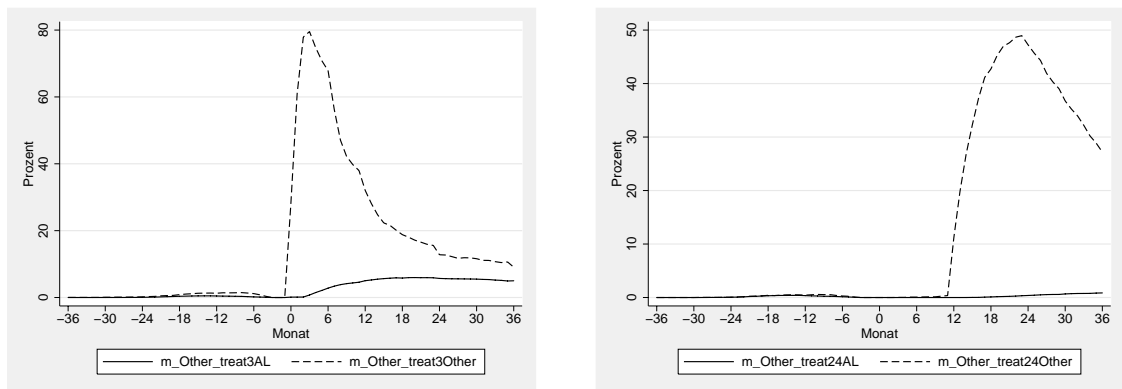 80
60
40
20
0
Prozent
−36 −30 −24 −18 −12 −6 0 6 12 18 24 30 36
Monat
m_Other_treat3AL m_Other_treat3Other
50
40
30
20
10
0
Prozent
−36 −30 −24 −18 −12 −6 0 6 12 18 24 30 36
Monat
m_Other_treat24AL m_Other_treat24Other